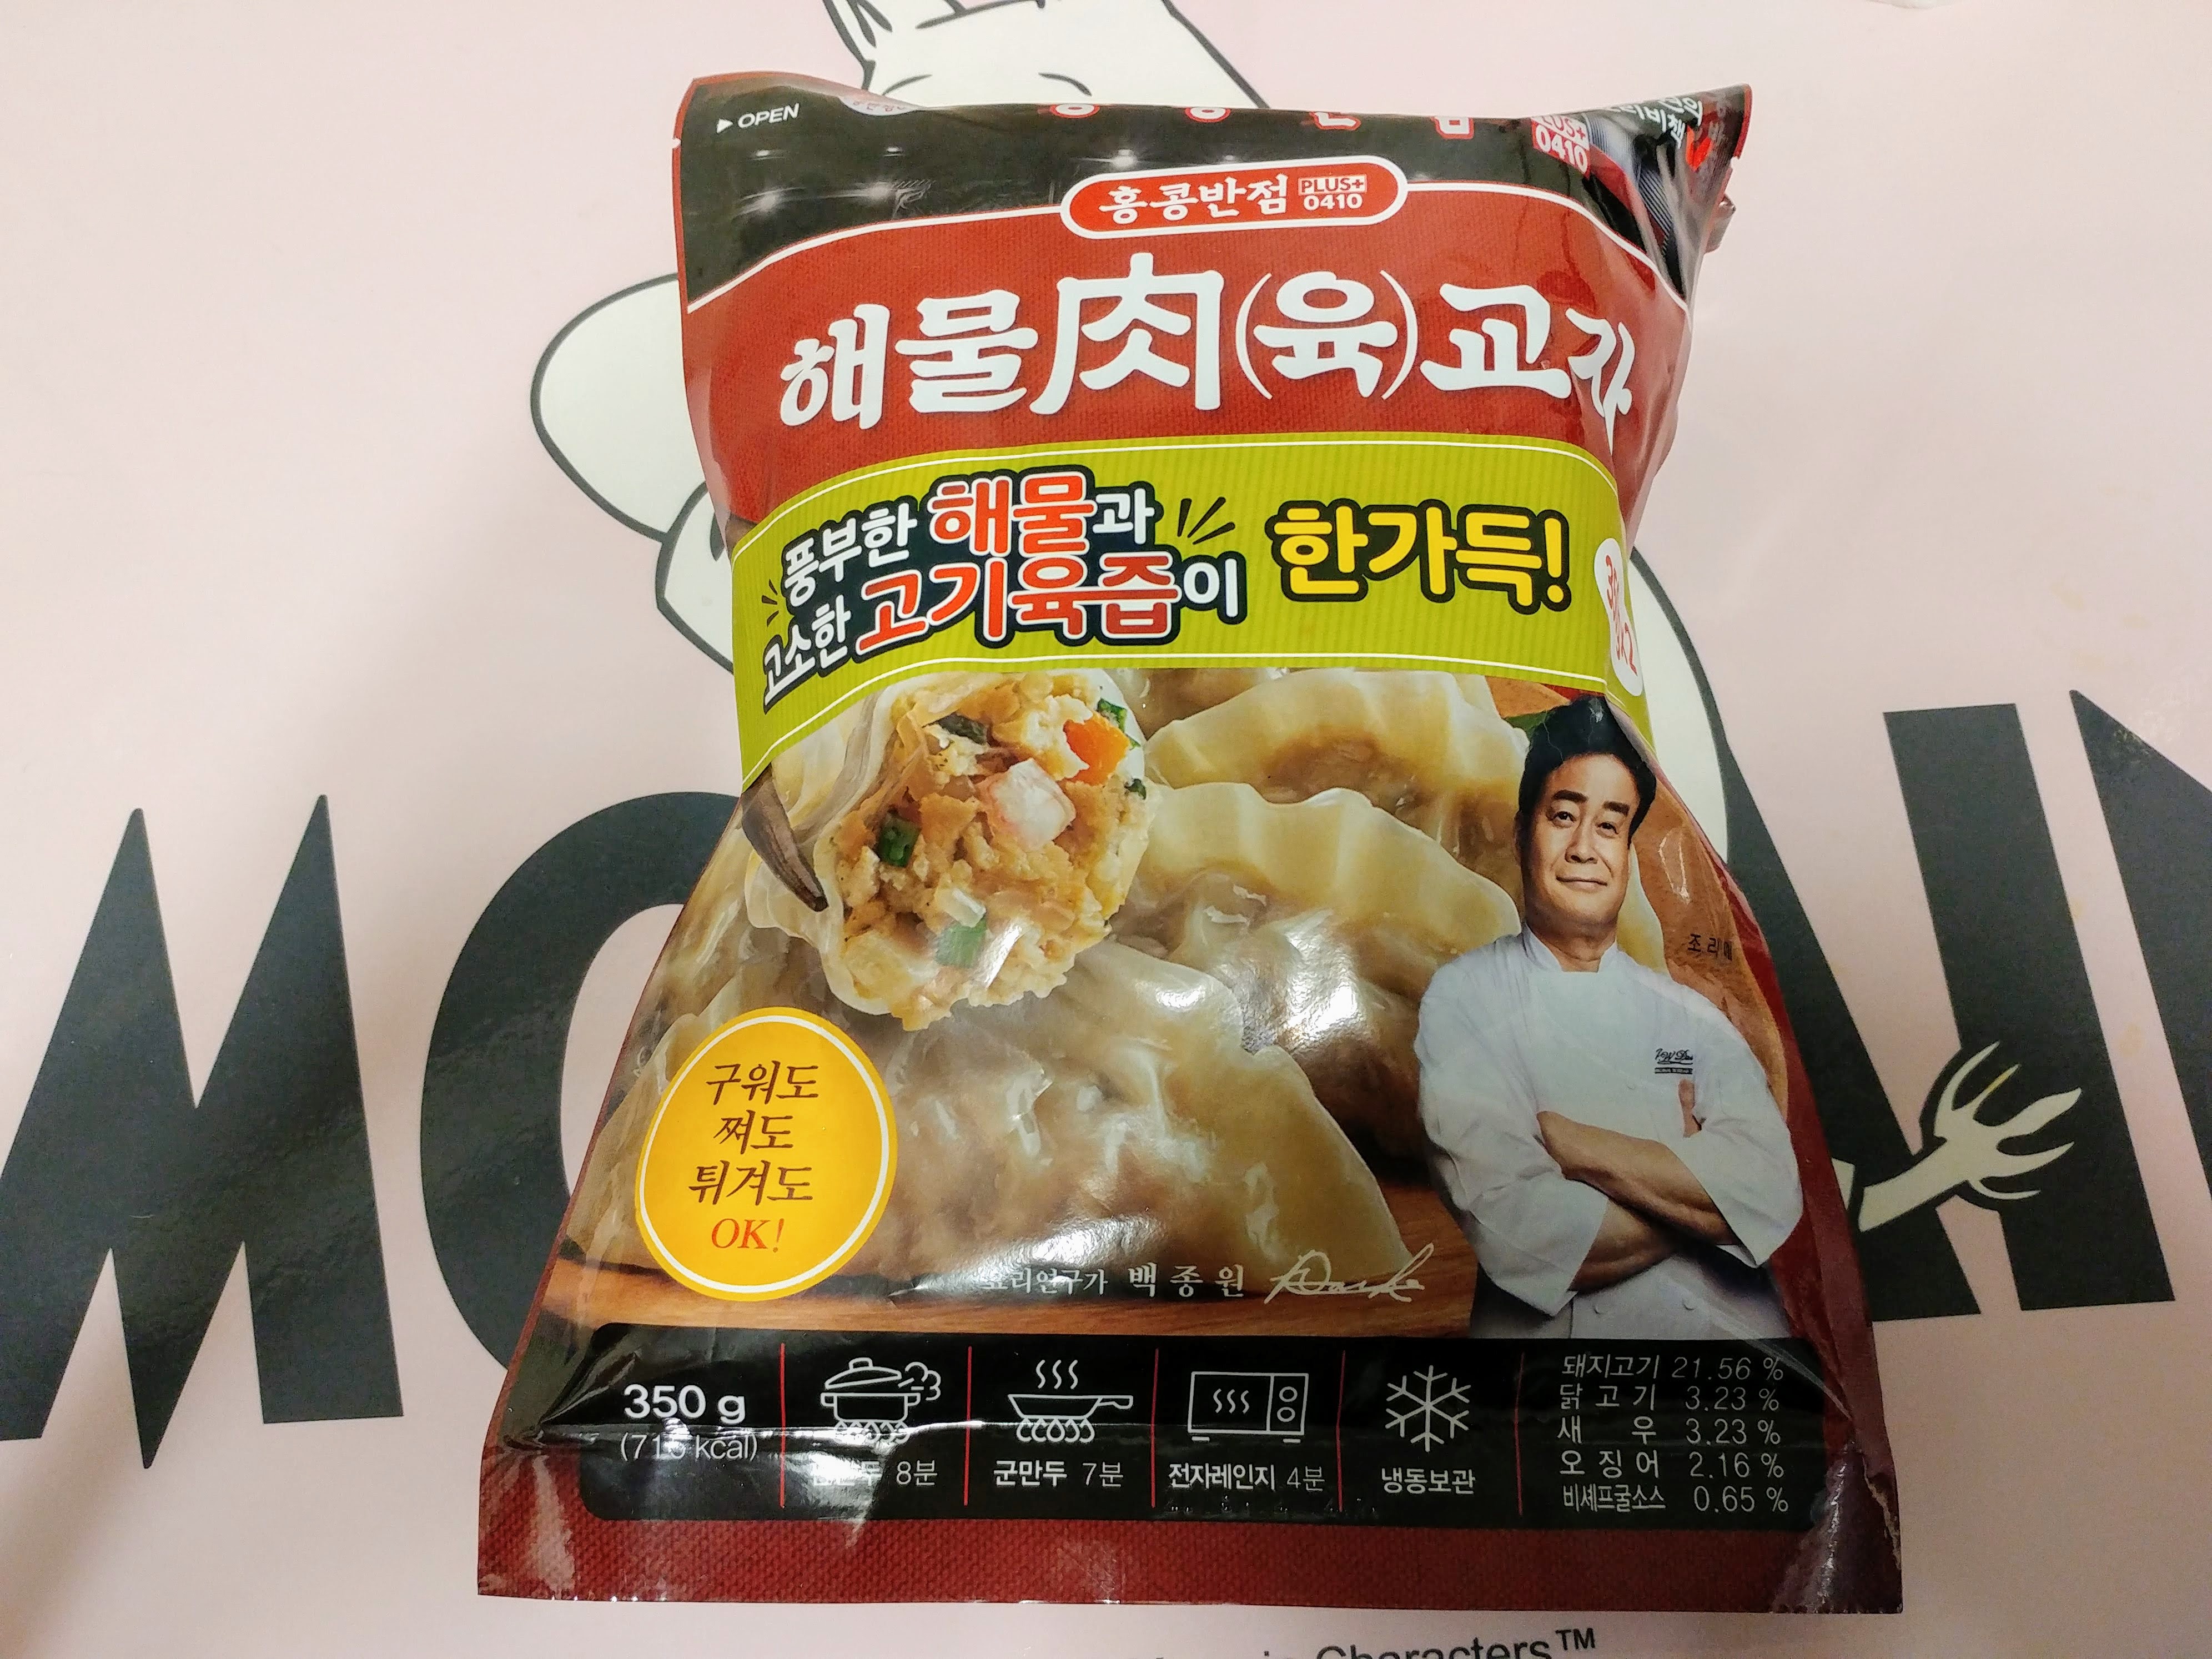 ▶ OPEN
0410
홍콩반점 PLUS+ 0410
해물肉(육)교자
풍부한 해물과
고소한 고기육즙이
한가득!
구워도
쪄도
튀겨도
OK!
요리연구가 백종원
350 g
8분
군만두 7분
전자레인지 4분
냉동보관
돼지고기 21.56 %
닭고기 3.23 %
새우 3.23 %
오징어 2.16 %
비셰프굴소스 0.65 %
Characters™